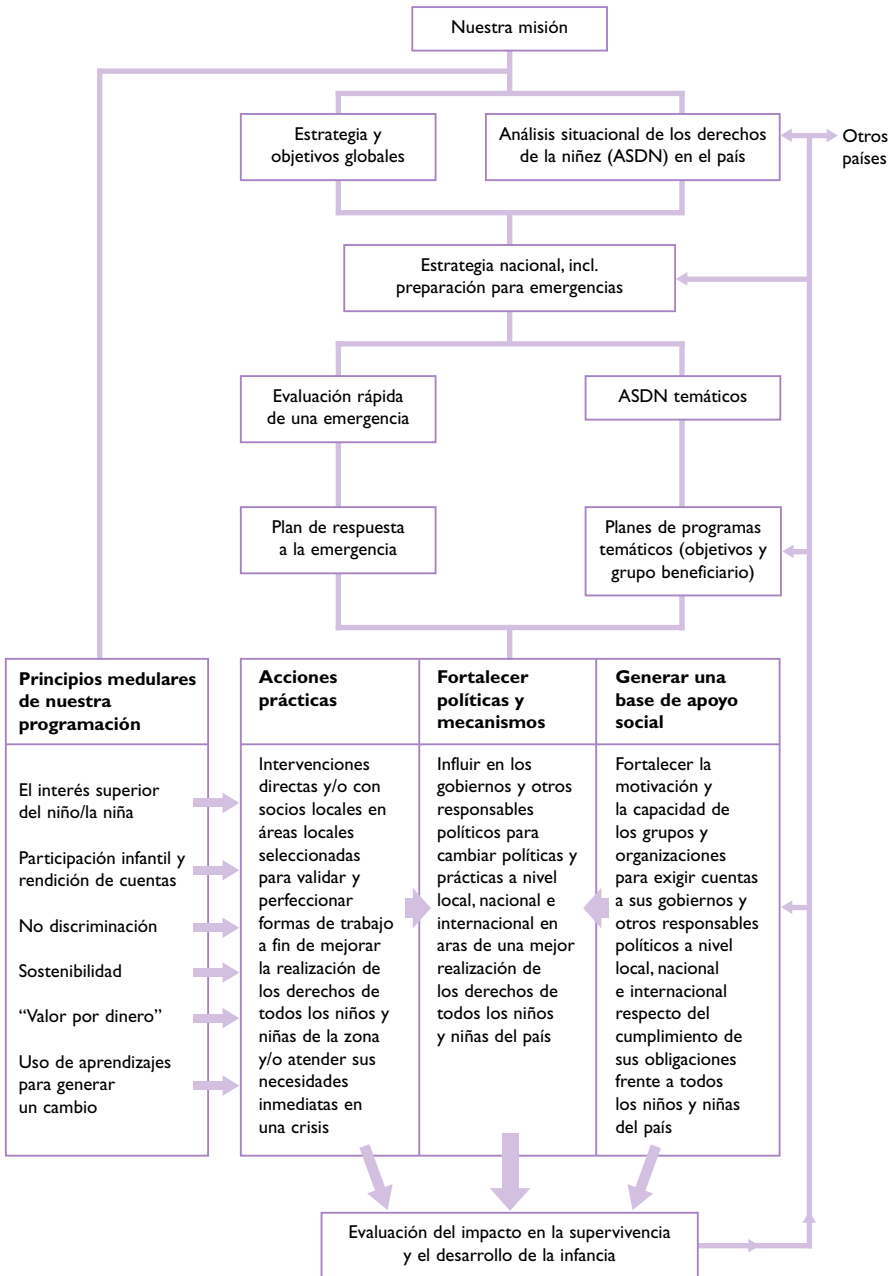 Nuestra misión
Estrategia y
objetivos globales
Análisis situacional de los derechos
de la niñez (ASDN) en el país
Otros
países
Estrategia nacional, incl.
preparación para emergencias
Evaluación rápida
de una emergencia
ASDN temáticos
Plan de respuesta
a la emergencia
Planes de programas
temáticos (objetivos y
grupo beneficiario)
Principios medulares
de nuestra
programación
El interés superior
del niño/la niña
Participación infantil y
rendición de cuentas
No discriminación
Sostenibilidad
“Valor por dinero”
Uso de aprendizajes
para generar
un cambio
Acciones
prácticas
Intervenciones
directas y/o con
socios locales en
áreas locales
seleccionadas
para validar y
perfeccionar
formas de trabajo
a fin de mejorar
la realización de
los derechos de
todos los niños y
niñas de la zona
y/o atender sus
necesidades
inmediatas en
una crisis
Fortalecer
políticas y
mecanismos
Influir en los
gobiernos y otros
responsables
políticos para
cambiar políticas y
prácticas a nivel
local, nacional e
internacional en
aras de una mejor
realización de
los derechos de
todos los niños
y niñas del país
Generar una
base de apoyo
social
Fortalecer la
motivación y
la capacidad de
los grupos y
organizaciones
para exigir cuentas
a sus gobiernos y
otros responsables
políticos a nivel
local, nacional
e internacional
respecto del
cumplimiento de
sus obligaciones
frente a todos
los niños y niñas
del país
Evaluación del impacto en la supervivencia
y el desarrollo de la infancia